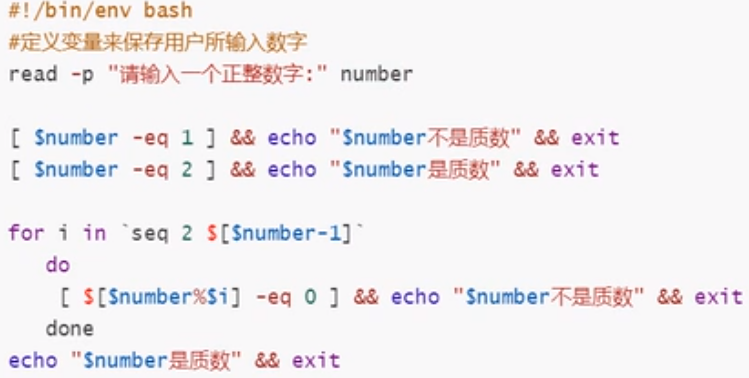 #!/bin/env bash
#定义变量来保存用户所输入数字
read -p "请输入一个正整数字:" number
[ $number -eq 1 ] && echo "$number不是质数" && exit
[ $number -eq 2 ] && echo "$number是质数" && exit
for i in `seq 2 $[$number-1]`
do
[ $[$number%$i] -eq 0 ] && echo "$number不是质数" && exit
done
echo "$number是质数" && exit